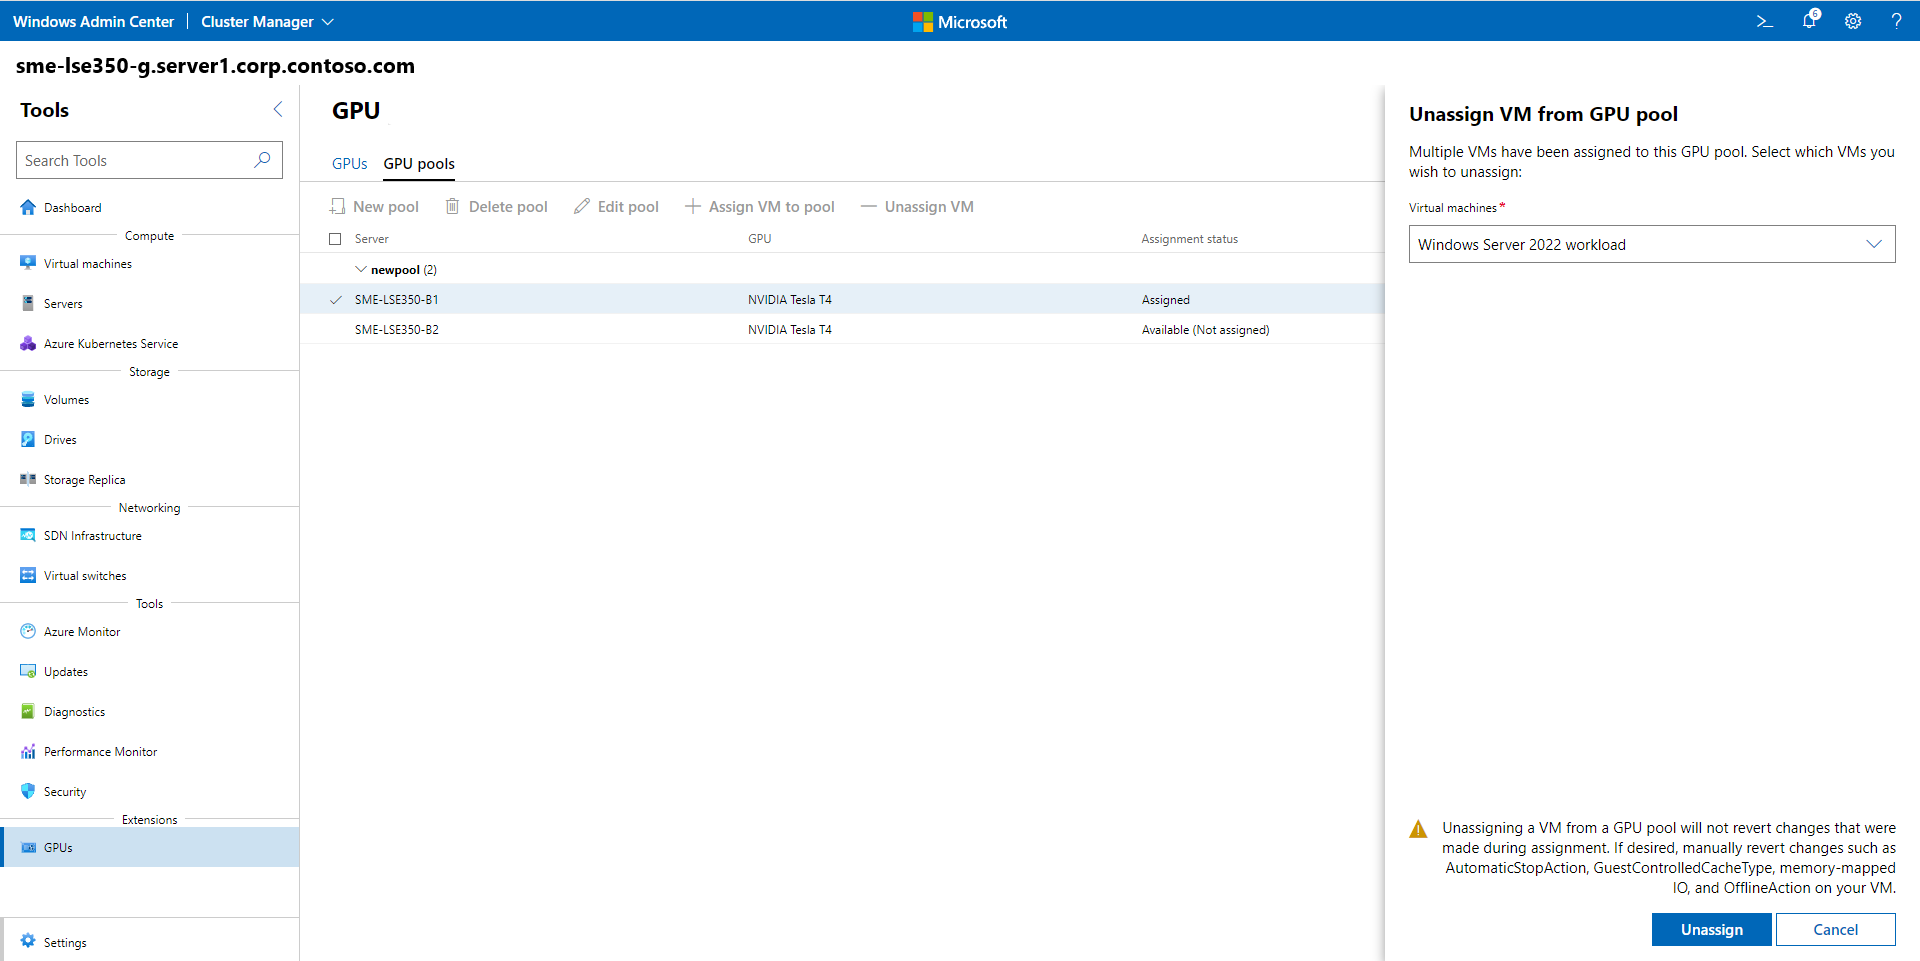 Windows Admin Center | Cluster Manager
Microsoft
6
sme-lse350-g.server1.corp.contoso.com
Tools
Search Tools
Dashboard
Compute
Virtual machines
Servers
Azure Kubernetes Service
Storage
Volumes
Drives
Storage Replica
Networking
SDN Infrastructure
Virtual switches
Tools
Azure Monitor
Updates
Diagnostics
Performance Monitor
Security
Extensions
GPUs
Settings
GPU
GPUs GPU pools
New pool Delete pool Edit pool Assign VM to pool Unassign VM
Server GPU Assignment status
newpool (2)
SME-LSE350-B1 NVIDIA Tesla T4 Assigned
SME-LSE350-B2 NVIDIA Tesla T4 Available (Not assigned)
Unassign VM from GPU pool
Multiple VMs have been assigned to this GPU pool. Select which VMs you
wish to unassign:
Virtual machines*
Windows Server 2022 workload
Unassigning a VM from a GPU pool will not revert changes that were
made during assignment. If desired, manually revert changes such as
AutomaticStopAction, GuestControlledCacheType, memory-mapped
IO, and OfflineAction on your VM.
Unassign Cancel